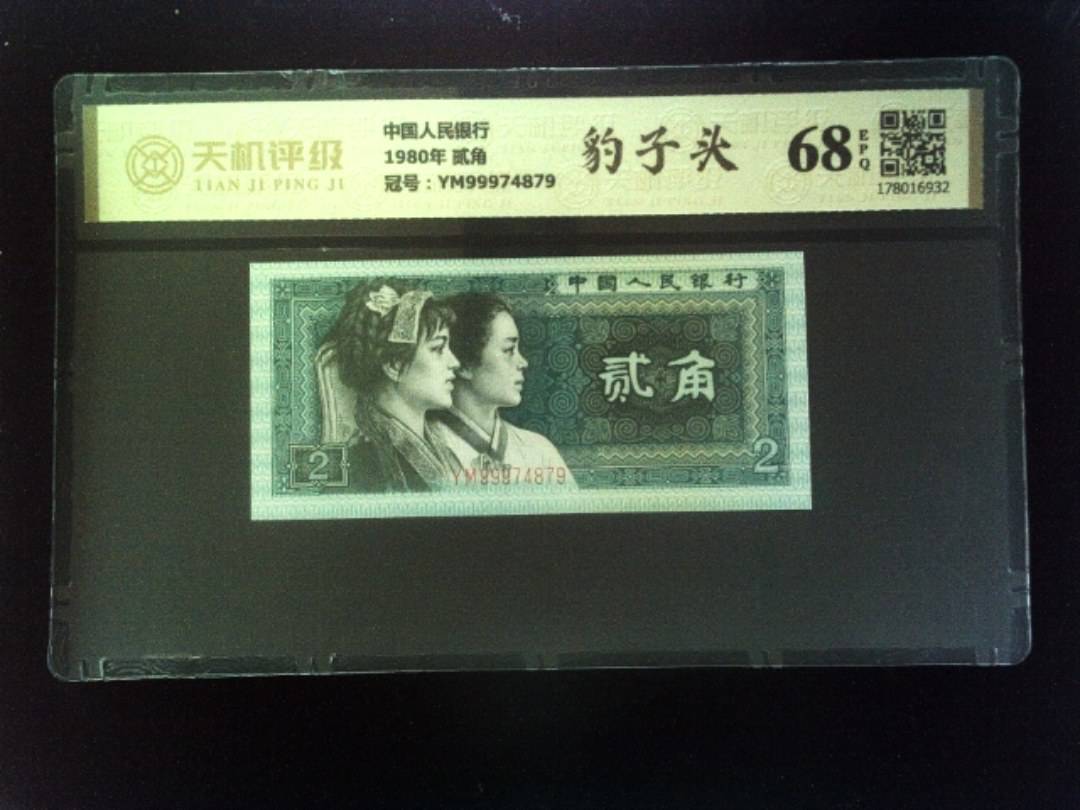 天机评级
TIAN JI PING JI
中国人民银行
1980年 贰角
冠号：YM99974879
豹子头
68
EPQ
178016932
中国人民银行
贰角
2
2
YM99974879